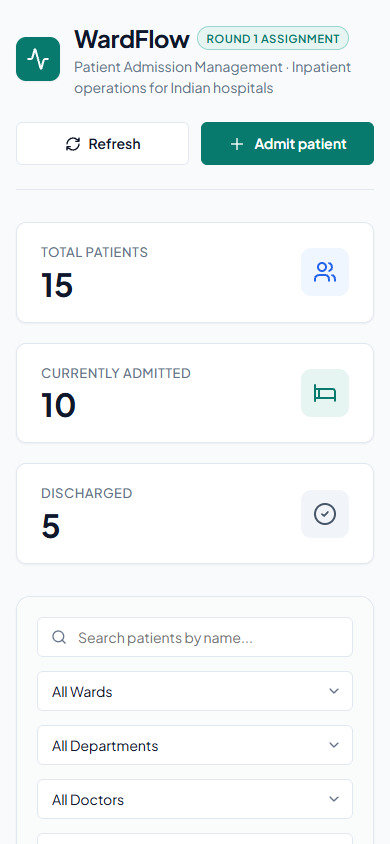 WardFlow ROUND 1 ASSIGNMENT
Patient Admission Management · Inpatient
operations for Indian hospitals
Refresh
Admit patient
TOTAL PATIENTS
15
CURRENTLY ADMITTED
10
DISCHARGED
5
Search patients by name...
All Wards
All Departments
All Doctors